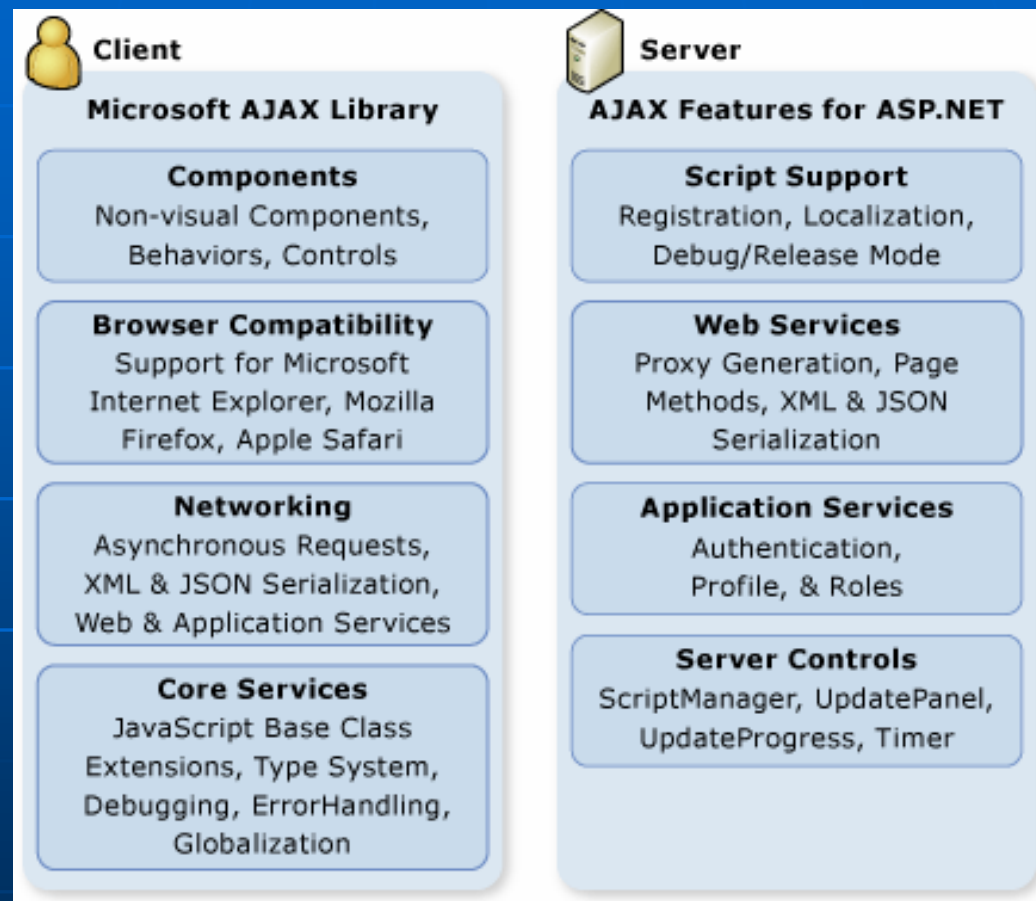 Client
Microsoft AJAX Library
Components
Non-visual Components,
Behaviors, Controls
Browser Compatibility
Support for Microsoft
Internet Explorer, Mozilla
Firefox, Apple Safari
Networking
Asynchronous Requests,
XML & JSON Serialization,
Web & Application Services
Core Services
JavaScript Base Class
Extensions, Type System,
Debugging, ErrorHandling,
Globalization
Server
AJAX Features for ASP.NET
Script Support
Registration, Localization,
Debug/Release Mode
Web Services
Proxy Generation, Page
Methods, XML & JSON
Serialization
Application Services
Authentication,
Profile, & Roles
Server Controls
ScriptManager, UpdatePanel,
UpdateProgress, Timer